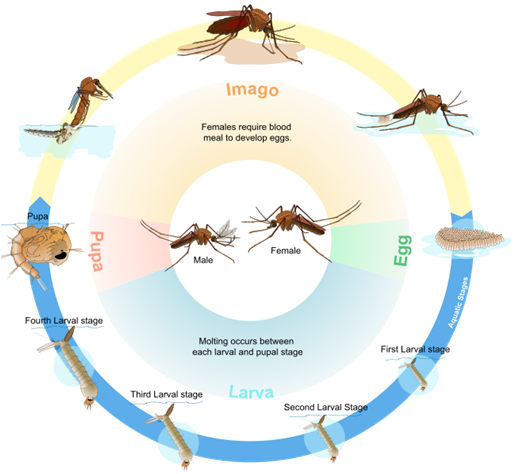 Imago
Females require blood
meal to develop eggs.
Pupa
Pupa
Male
Female
Egg
Aquatic Stages
Molting occurs between
each larval and pupal stage
Fourth Larval stage
First Larval stage
Third Larval stage
Larva
Second Larval Stage